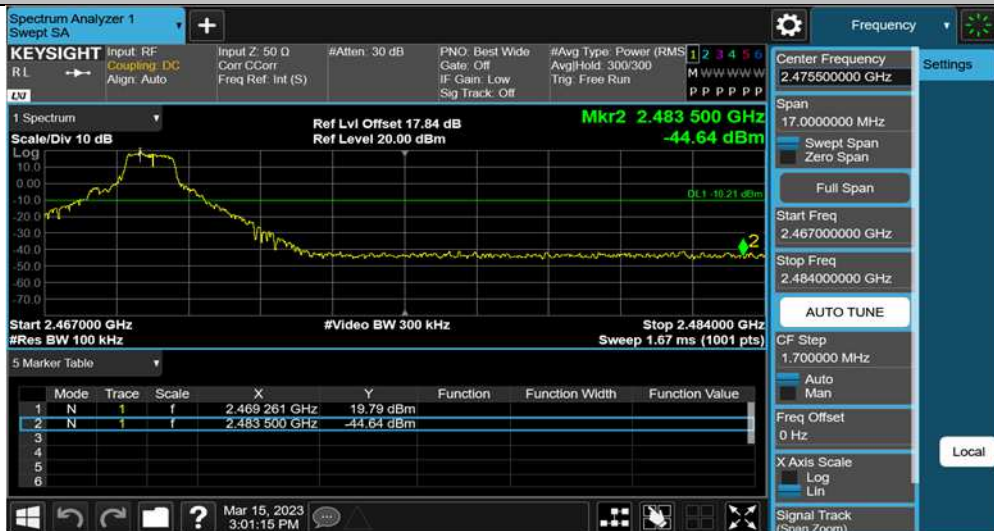 Spectrum Analyzer 1
Swept SA
+
Frequency
KEYSIGHT
RL
LXI
Input: RF
Coupling: DC
Align: Auto
Input Z: 50 Ω
Corr CCorr
Freq Ref: Int (S)
#Atten: 30 dB
PNO: Best Wide
Gate: Off
IF Gain: Low
Sig Track: Off
#Avg Type: Power (RMS
Avg|Hold: 300/300
Trig: Free Run
1 2 3 4 5 6
M W W W W W
P P P P P P
1 Spectrum
Scale/Div 10 dB
Ref Lvl Offset 17.84 dB
Ref Level 20.00 dBm
Mkr2 2.483 500 GHz
-44.64 dBm
Log
10.0
0.00
-10.0
-20.0
-30.0
-40.0
-50.0
-60.0
-70.0
DL1 -10.21 dBm
2
Start 2.467000 GHz
#Res BW 100 kHz
#Video BW 300 kHz
Stop 2.484000 GHz
Sweep 1.67 ms (1001 pts)
5 Marker Table
Mode Trace Scale X Y Function Function Width Function Value
1 N 1 f 2.469 261 GHz 19.79 dBm
2 N 1 f 2.483 500 GHz -44.64 dBm
3
4
5
6
?
Mar 15, 2023
3:01:15 PM
Center Frequency
2.475500000 GHz
Span
17.0000000 MHz
Swept Span
Zero Span
Full Span
Start Freq
2.467000000 GHz
Stop Freq
2.484000000 GHz
AUTO TUNE
CF Step
1.700000 MHz
Auto
Man
Freq Offset
0 Hz
X Axis Scale
Log
Lin
Signal Track
(Span Zoom)
Settings
Local